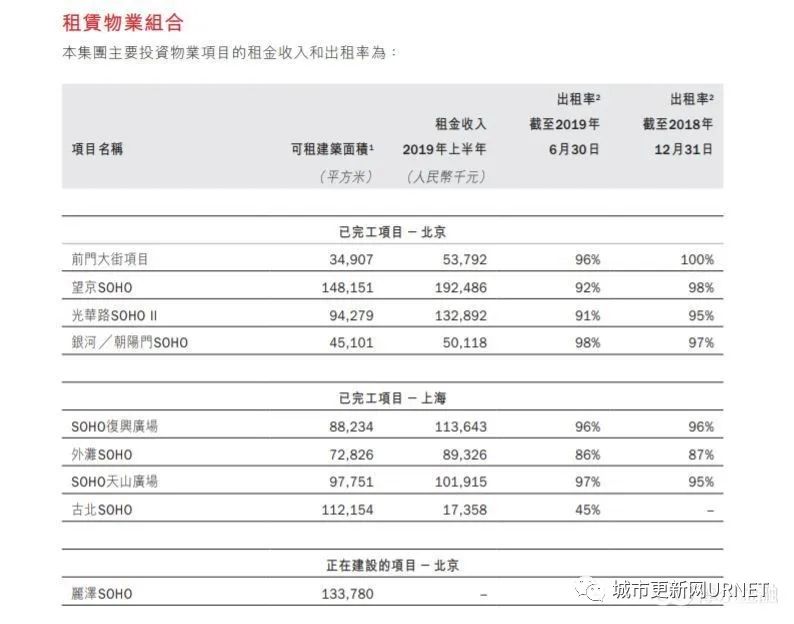 租賃物業組合
本集團主要投資物業項目的租金收入和出租率為：
出租率² 出租率²
租金收入 截至2019年 截至2018年
項目名稱 可租建築面積¹ 2019年上半年 6月30日 12月31日
（平方米） （人民幣千元）
已完工項目 – 北京
前門大街項目 34,907 53,792 96% 100%
望京SOHO 148,151 192,486 92% 98%
光華路SOHO II 94,279 132,892 91% 95%
銀河／朝陽門SOHO 45,101 50,118 98% 97%
已完工項目 – 上海
SOHO復興廣場 88,234 113,643 96% 96%
外灘SOHO 72,826 89,326 86% 87%
SOHO天山廣場 97,751 101,915 97% 95%
古北SOHO 112,154 17,358 45% –
正在建設的項目 – 北京
麗澤SOHO 133,780 –
城市更新网URNET